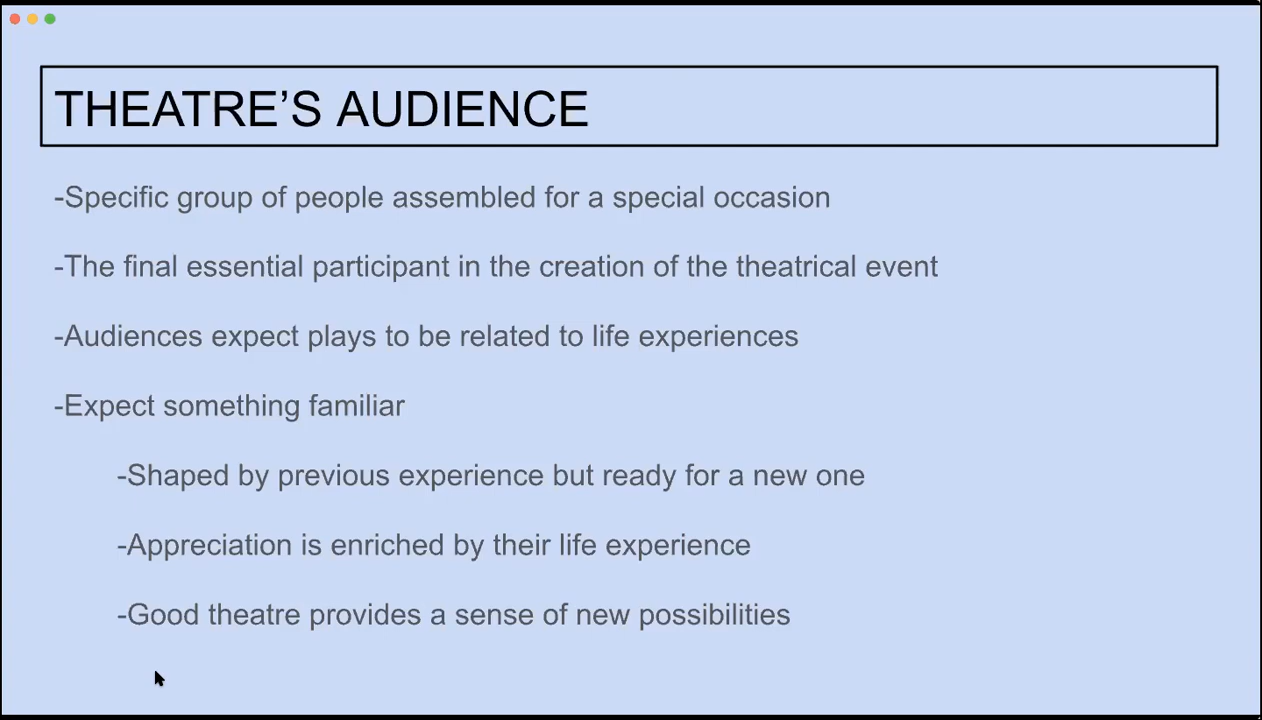 THEATRE’S AUDIENCE
-Specific group of people assembled for a special occasion
-The final essential participant in the creation of the theatrical event
-Audiences expect plays to be related to life experiences
-Expect something familiar
-Shaped by previous experience but ready for a new one
-Appreciation is enriched by their life experience
-Good theatre provides a sense of new possibilities